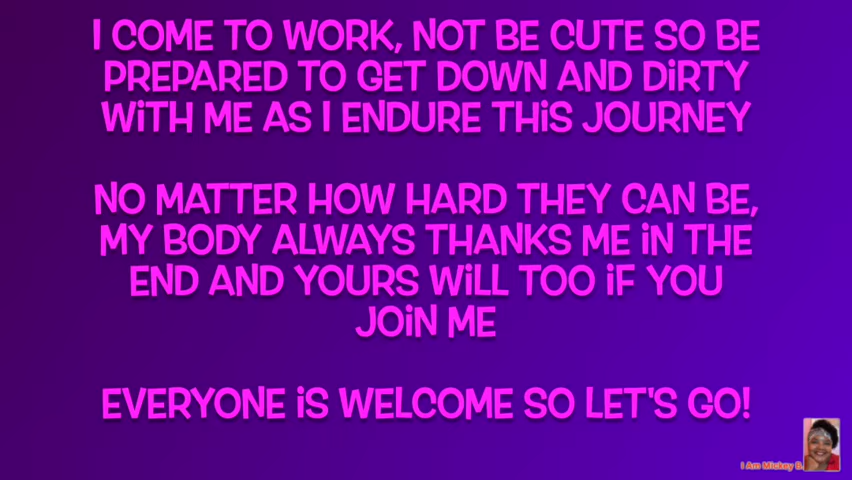 I COME TO WORK, NOT BE CUTE SO BE
PREPARED TO GET DOWN AND DiRTY
WiTH ME AS I ENDURE THiS JOURNEY
NO MATTER HOW HARD THEY CAN BE,
MY BODY ALWAYS THANKS ME iN THE
END AND YOURS WiLL TOO iF YOU
JOiN ME
EVERYONE iS WELCOME SO LET'S GO!
I Am Mickey